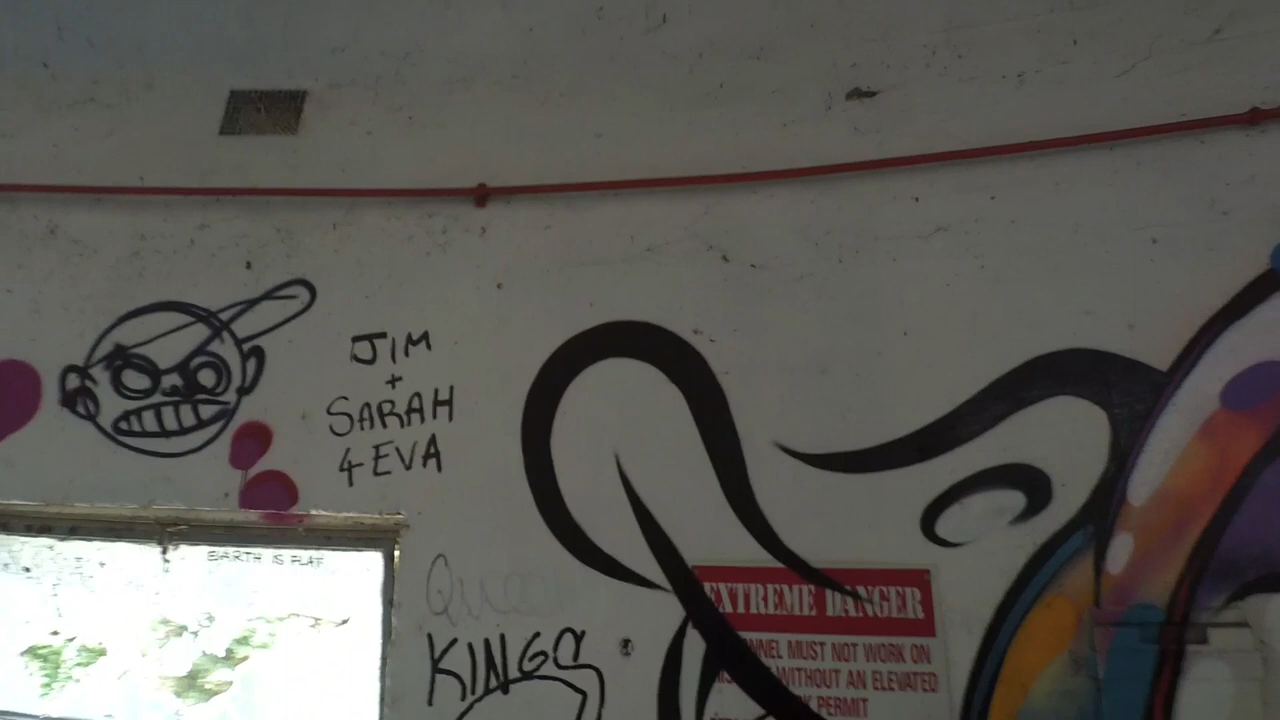 JIM
+
SARAH
4 EVA
EARTH IS FLAT
KINGS
EXTREME DANGER
MUST NOT WORK ON
WITHOUT AN ELEVATED
PERMIT